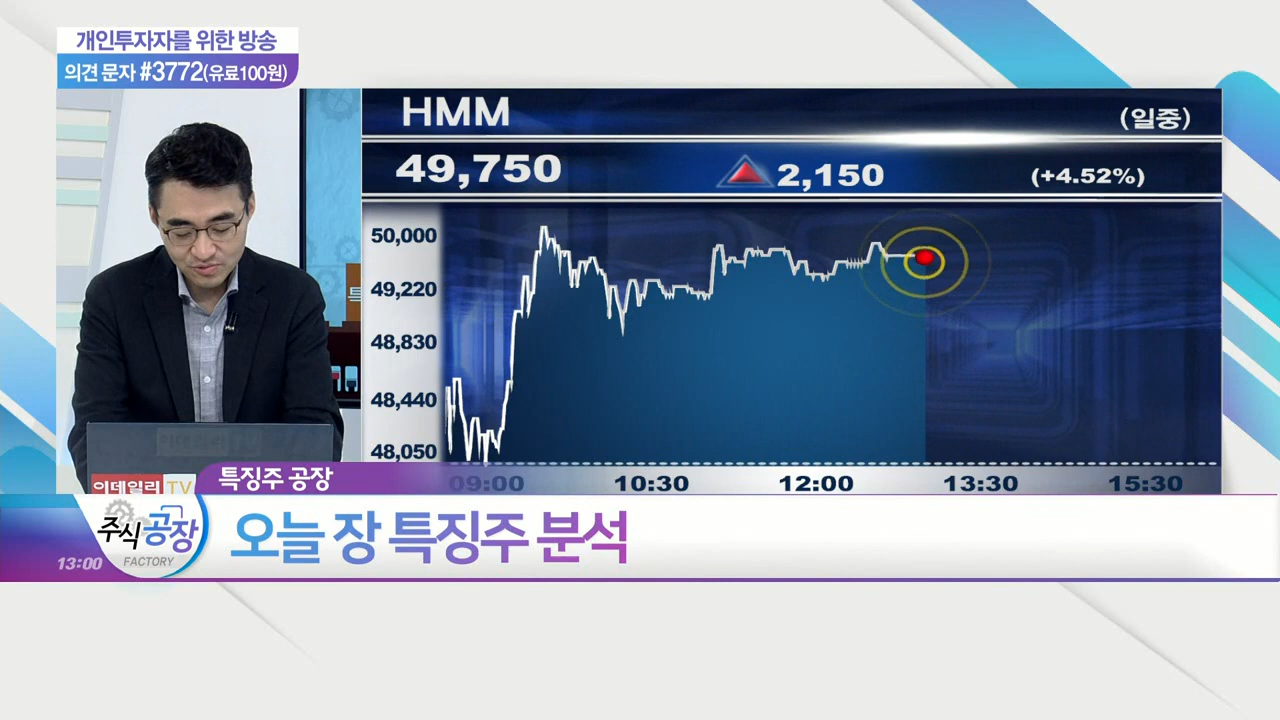 개인투자자를 위한 방송
의견 문자 #3772(유료100원)
HMM
(일중)
49,750
2,150
(+4.52%)
50,000
49,220
48,830
48,440
48,050
09:00
10:30
12:00
13:30
15:30
특
이데일리 TV
특징주 공장
주식공장
FACTORY
13:00
오늘 장 특징주 분석